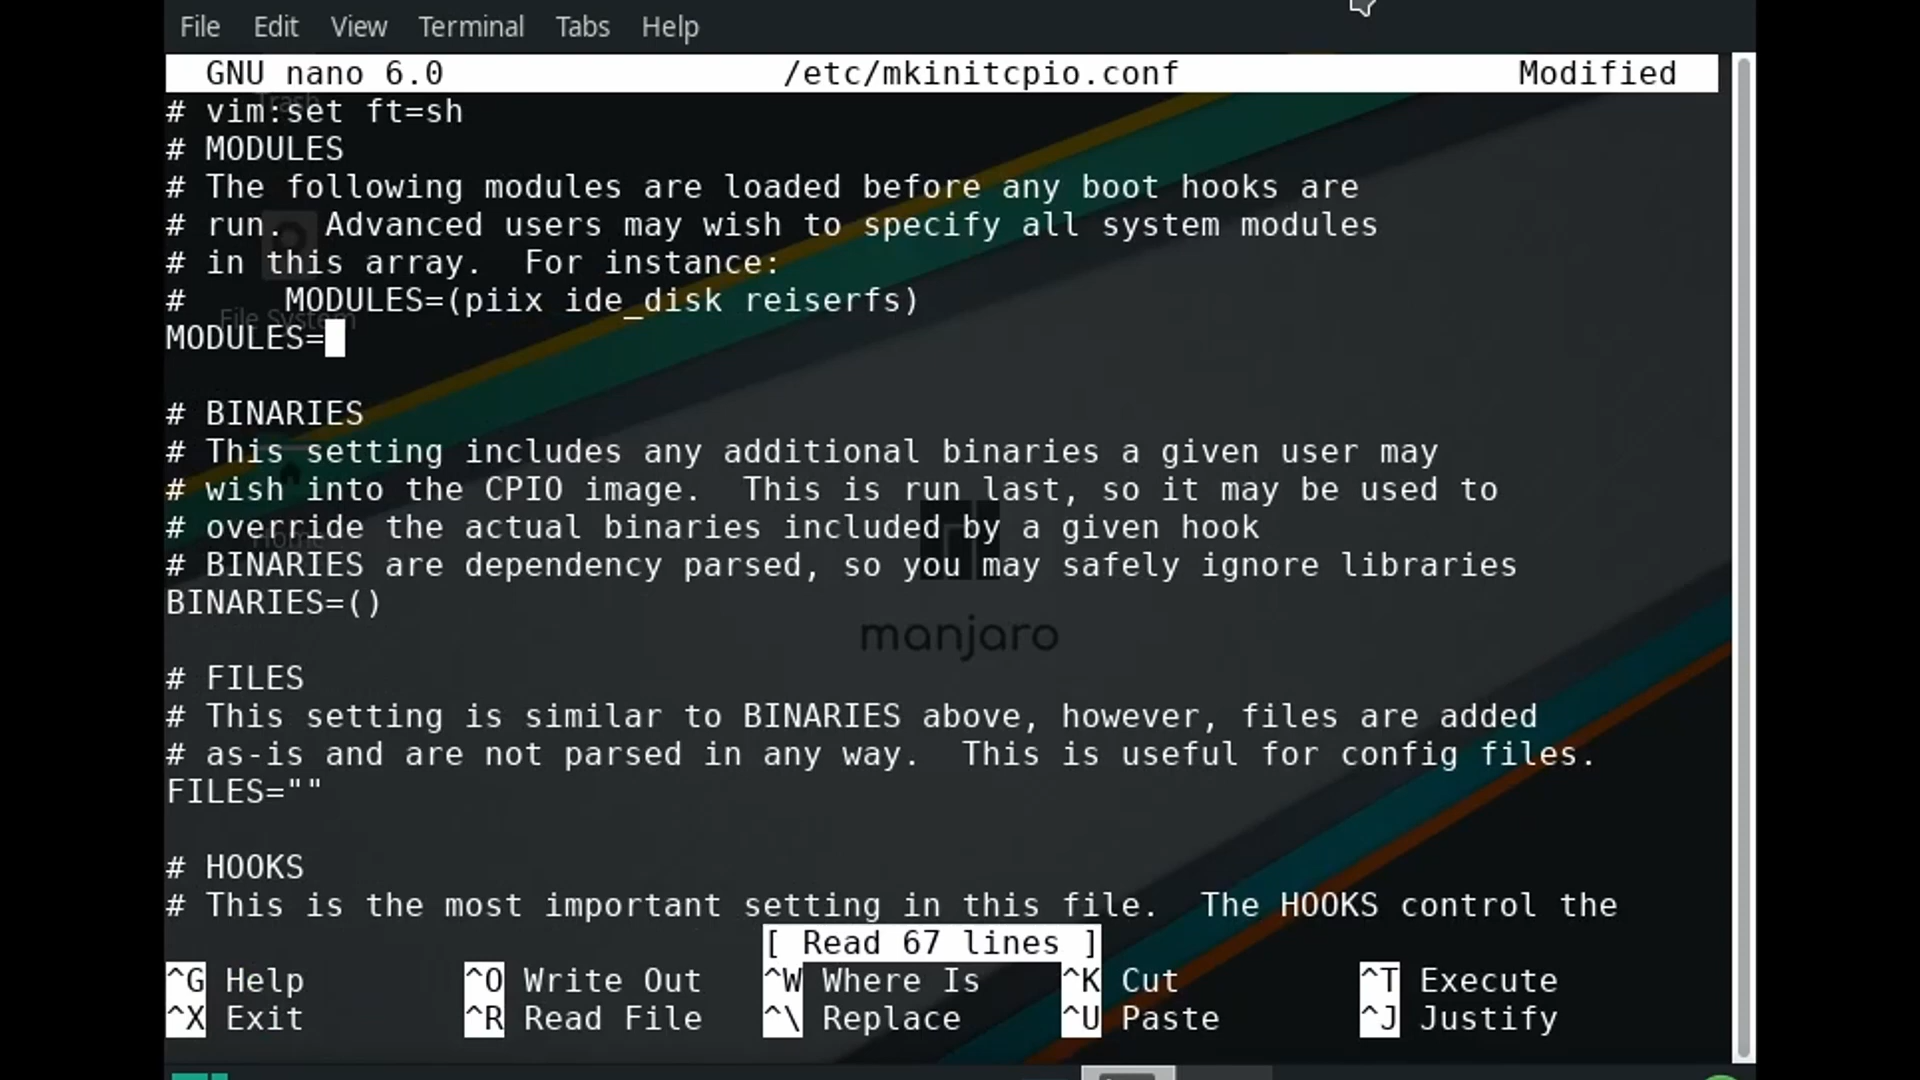 File Edit View Terminal Tabs Help
GNU nano 6.0 /etc/mkinitcpio.conf Modified
Trash
# vim:set ft=sh
# MODULES
# The following modules are loaded before any boot hooks are
# run.  Advanced users may wish to specify all system modules
# in this array.  For instance:
#     MODULES=(piix ide_disk reiserfs)
File System
MODULES=
# BINARIES
# This setting includes any additional binaries a given user may
# wish into the CPIO image.  This is run last, so it may be used to
# override the actual binaries included by a given hook
Home
# BINARIES are dependency parsed, so you may safely ignore libraries
BINARIES=()
manjaro
# FILES
# This setting is similar to BINARIES above, however, files are added
# as-is and are not parsed in any way.  This is useful for config files.
FILES=""
# HOOKS
# This is the most important setting in this file.  The HOOKS control the
[ Read 67 lines ]
^G Help ^O Write Out ^W Where Is ^K Cut ^T Execute
^X Exit ^R Read File ^\ Replace ^U Paste ^J Justify